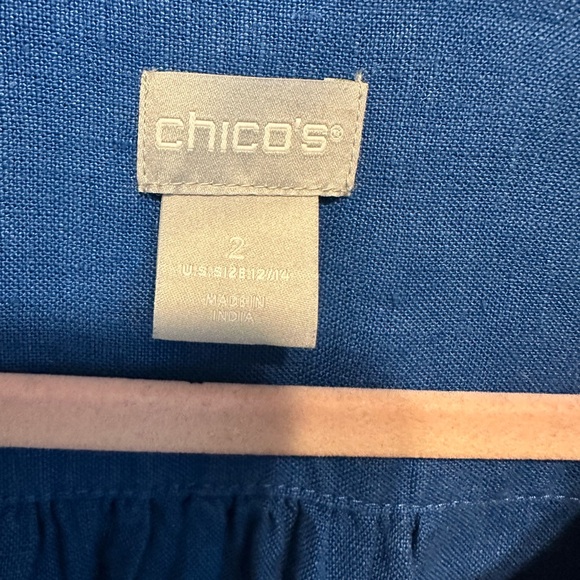 chico's®
2
U.S. SIZE 12/14
MADE IN
INDIA